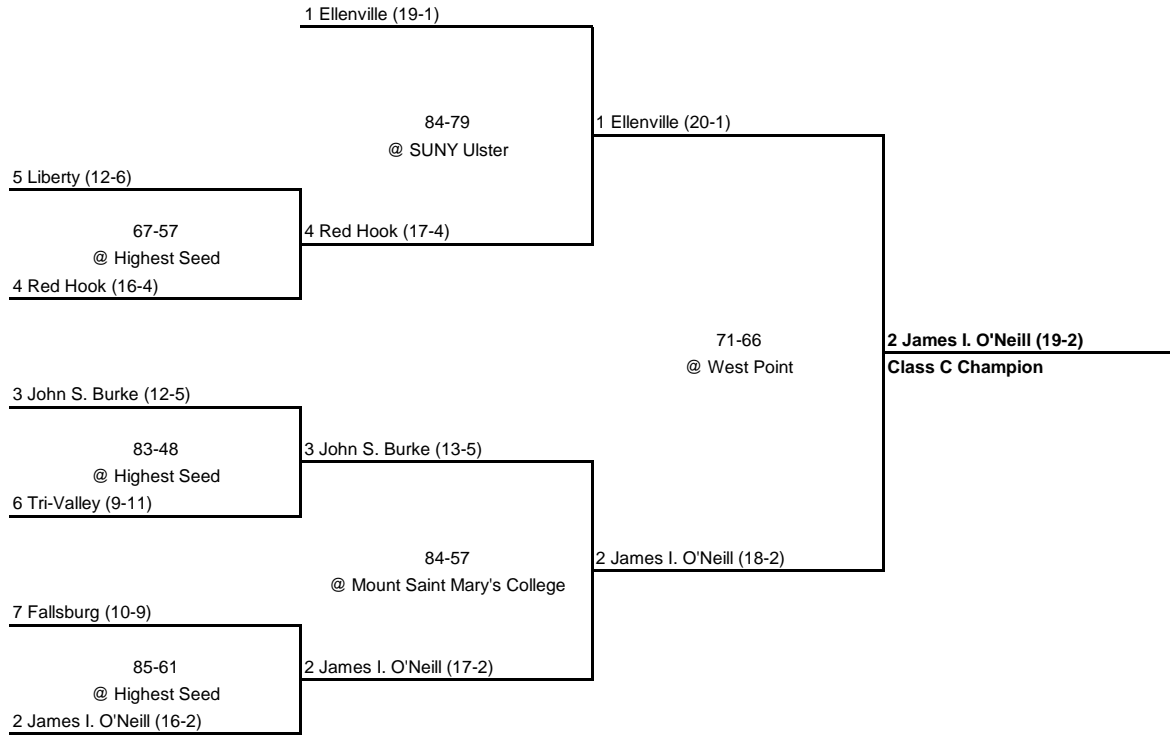 1 Ellenville (19-1)
84-79
@ SUNY Ulster
1 Ellenville (20-1)
5 Liberty (12-6)
67-57
@ Highest Seed
4 Red Hook (17-4)
4 Red Hook (16-4)
71-66
@ West Point
2 James I. O'Neill (19-2)
Class C Champion
3 John S. Burke (12-5)
83-48
@ Highest Seed
3 John S. Burke (13-5)
6 Tri-Valley (9-11)
84-57
@ Mount Saint Mary's College
2 James I. O'Neill (18-2)
7 Fallsburg (10-9)
85-61
@ Highest Seed
2 James I. O'Neill (17-2)
2 James I. O'Neill (16-2)